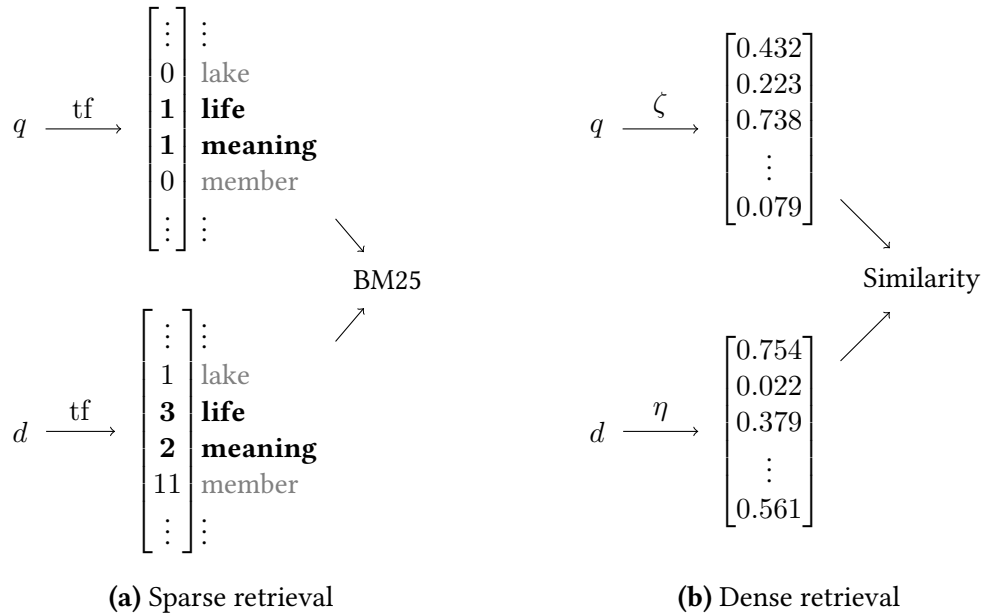 ⋮ ⋮
0 lake
1 life
1 meaning
0 member
⋮ ⋮
q tf
BM25
⋮ ⋮
1 lake
3 life
2 meaning
11 member
⋮ ⋮
d tf
(a) Sparse retrieval
q ζ
0.432
0.223
0.738
⋮
0.079
Similarity
d η
0.754
0.022
0.379
⋮
0.561
(b) Dense retrieval